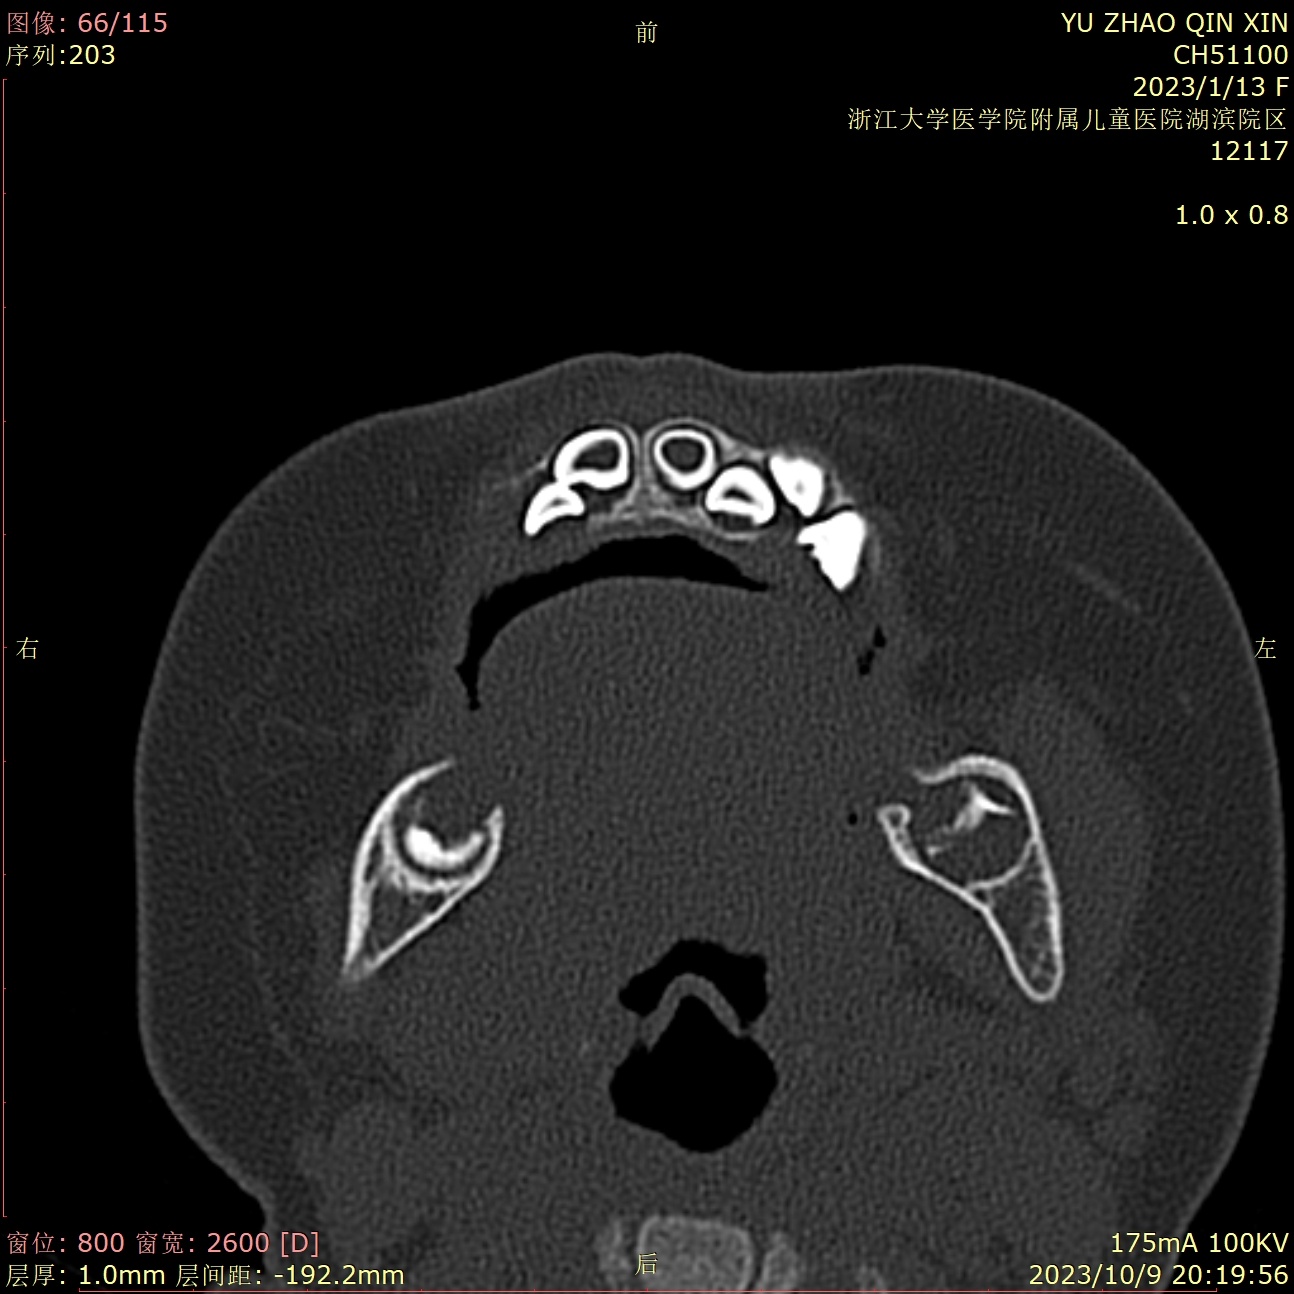 图像: 66/115
序列:203
前
YU ZHAO QIN XIN
CH51100
2023/1/13 F
浙江大学医学院附属儿童医院湖滨院区
12117
1.0 x 0.8
右
左
窗位: 800 窗宽: 2600 [D]
层厚: 1.0mm 层间距: -192.2mm
后
175mA 100KV
2023/10/9 20:19:56